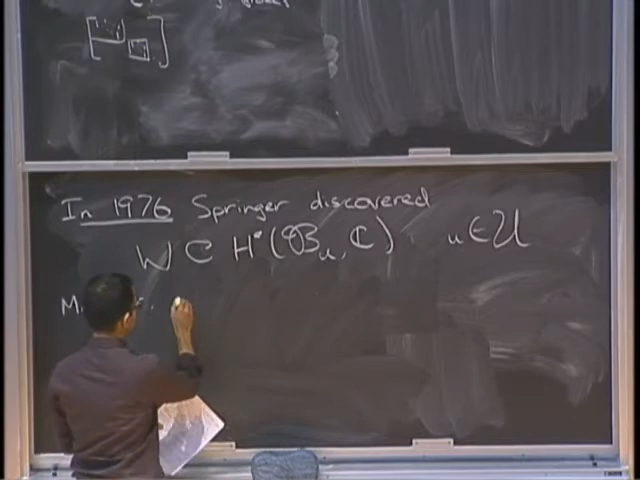 In 1976 Springer discovered
W ⊂ H•(𝓑ᵤ, ℂ) u ∈ 𝒰